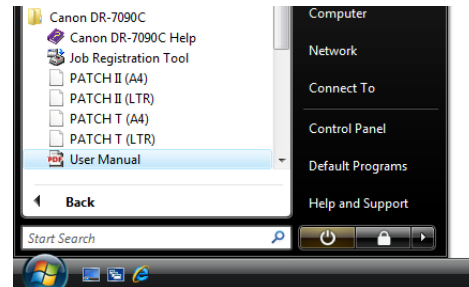 Canon DR-7090C
Canon DR-7090C Help
Job Registration Tool
PATCH II (A4)
PATCH II (LTR)
PATCH T (A4)
PATCH T (LTR)
PDF User Manual
Back
Start Search
Computer
Network
Connect To
Control Panel
Default Programs
Help and Support